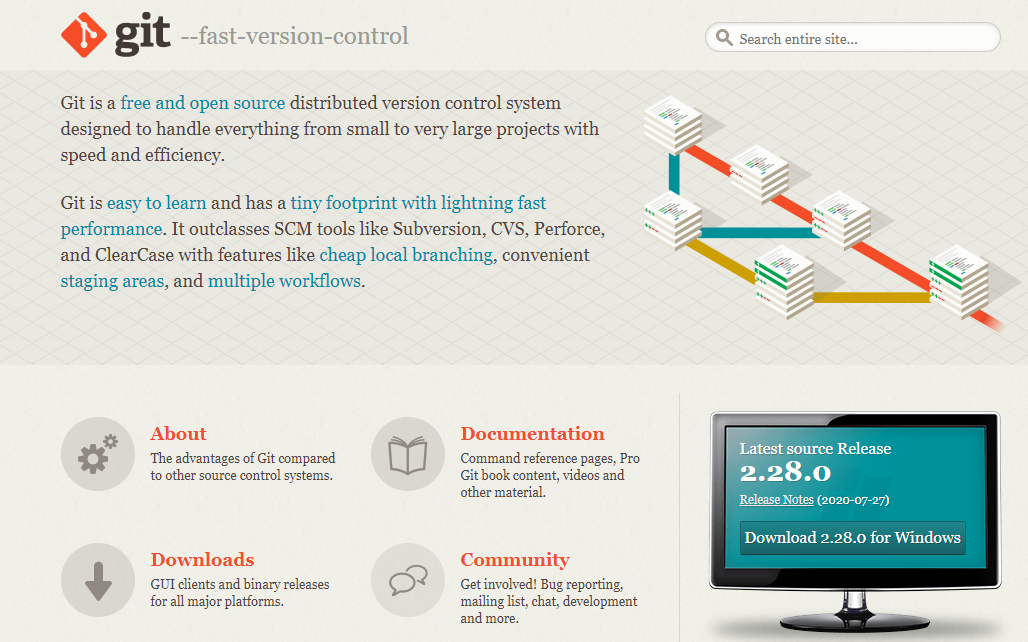 git --fast-version-control
Search entire site...
Git is a free and open source distributed version control system
designed to handle everything from small to very large projects with
speed and efficiency.
Git is easy to learn and has a tiny footprint with lightning fast
performance. It outclasses SCM tools like Subversion, CVS, Perforce,
and ClearCase with features like cheap local branching, convenient
staging areas, and multiple workflows.
About
The advantages of Git compared
to other source control systems.
Documentation
Command reference pages, Pro
Git book content, videos and
other material.
Downloads
GUI clients and binary releases
for all major platforms.
Community
Get involved! Bug reporting,
mailing list, chat, development
and more.
Latest source Release
2.28.0
Release Notes (2020-07-27)
Download 2.28.0 for Windows